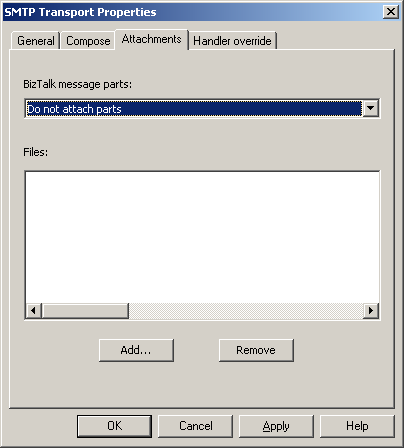 SMTP Transport Properties
General Compose Attachments Handler override
BizTalk message parts:
Do not attach parts
Files:
Add... Remove
OK Cancel Apply Help